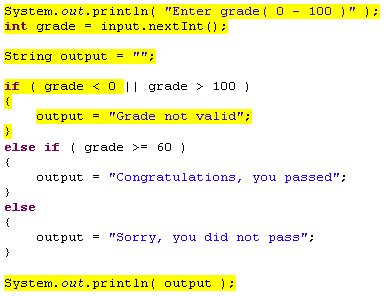 System.out.println( "Enter grade( 0 - 100 )" );
int grade = input.nextInt();
String output = "";
if ( grade < 0 || grade > 100 )
{
output = "Grade not valid";
}
else if ( grade >= 60 )
{
output = "Congratulations, you passed";
}
else
{
output = "Sorry, you did not pass";
}
System.out.println( output );